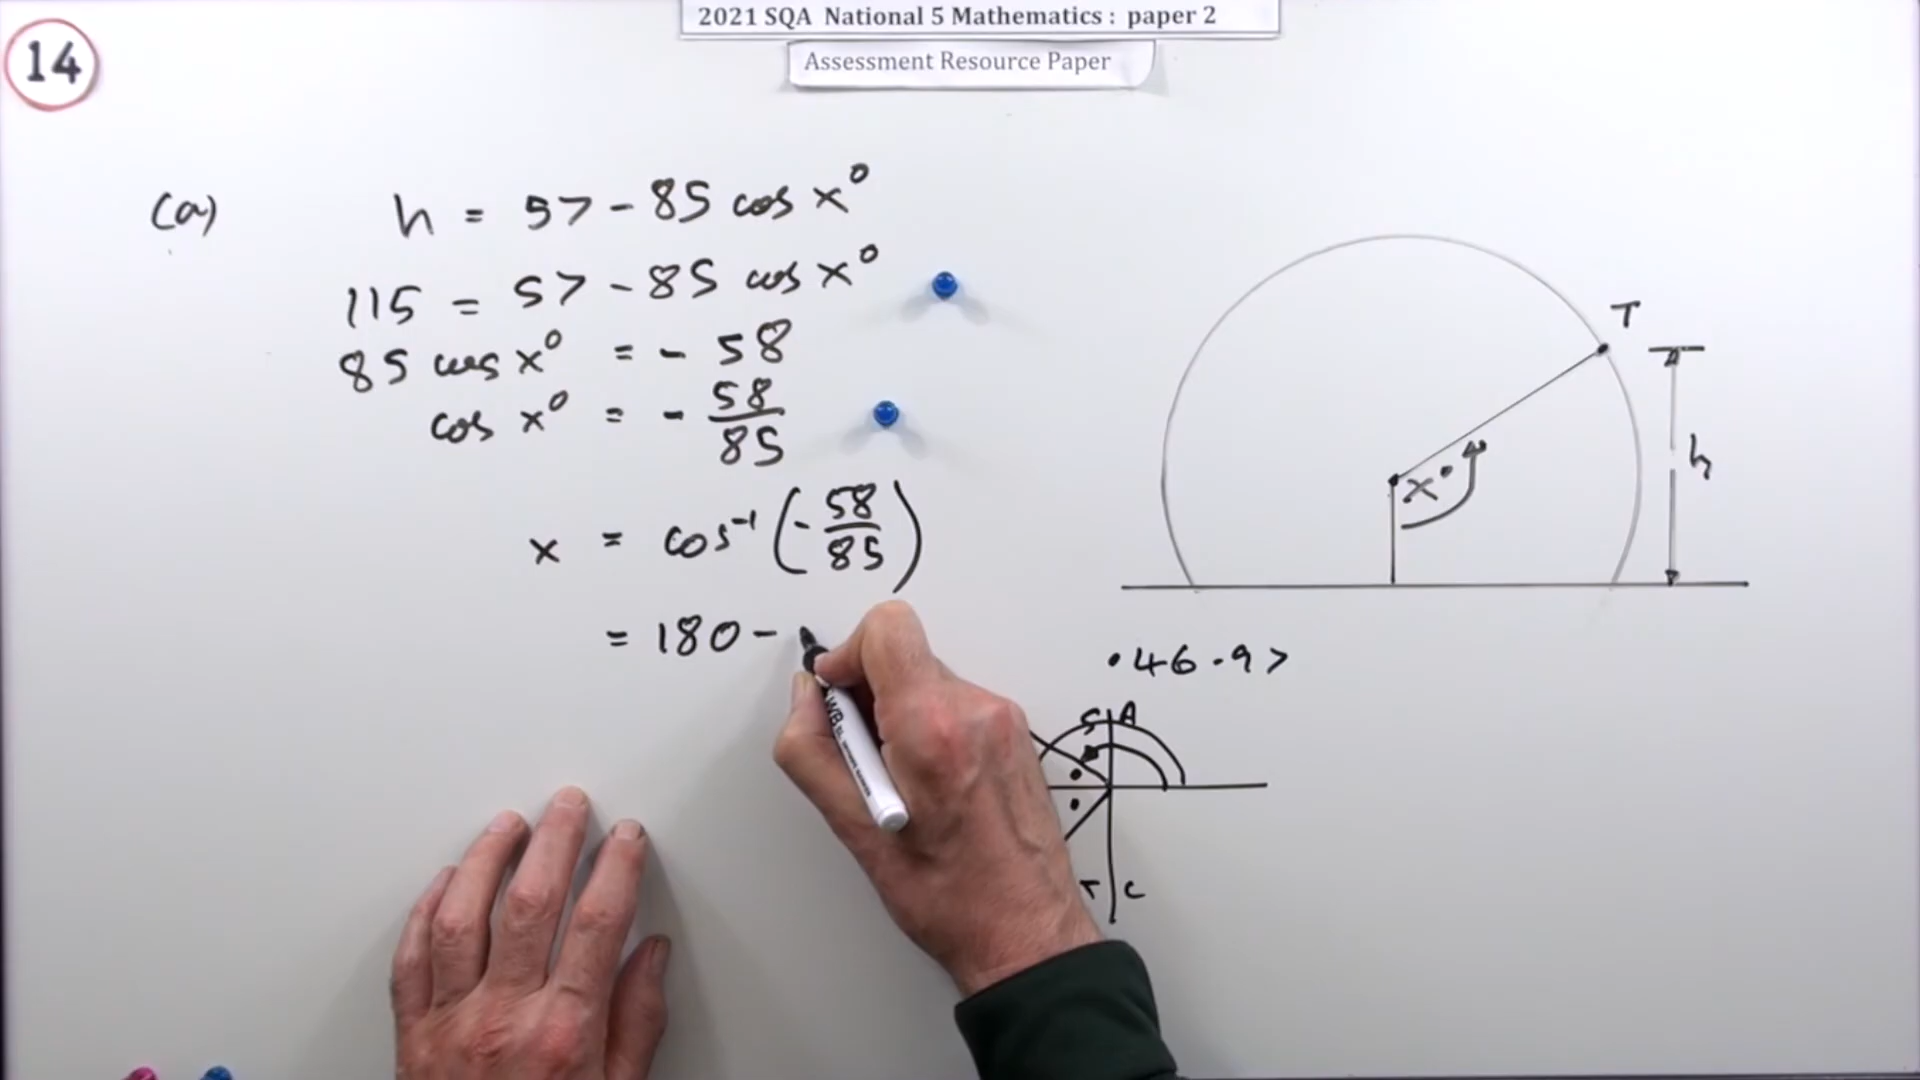 2021 SQA National 5 Mathematics : paper 2
Assessment Resource Paper
14
(a) h = 57 - 85 cos x°
115 = 57 - 85 cos x°
85 cos x° = - 58
cos x° = - 58/85
x = cos⁻¹ (- 58/85)
= 180 -
T
x°
h
• 46.97
S A
T C